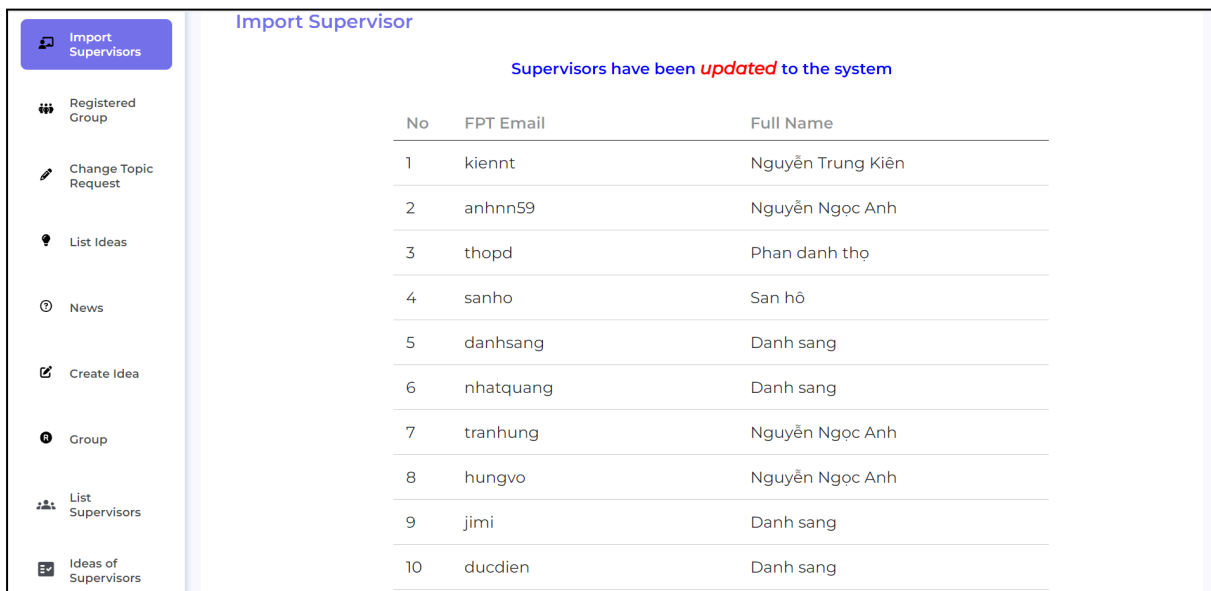 Import
Supervisors
Registered
Group
Change Topic
Request
List Ideas
News
Create Idea
Group
List
Supervisors
Ideas of
Supervisors
Import Supervisor
Supervisors have been updated to the system
No FPT Email Full Name
1 kiennt Nguyễn Trung Kiên
2 anhnn59 Nguyễn Ngọc Anh
3 thopd Phan danh thọ
4 sanho San hô
5 danhsang Danh sang
6 nhatquang Danh sang
7 tranhung Nguyễn Ngọc Anh
8 hungvo Nguyễn Ngọc Anh
9 jimi Danh sang
10 ducdien Danh sang